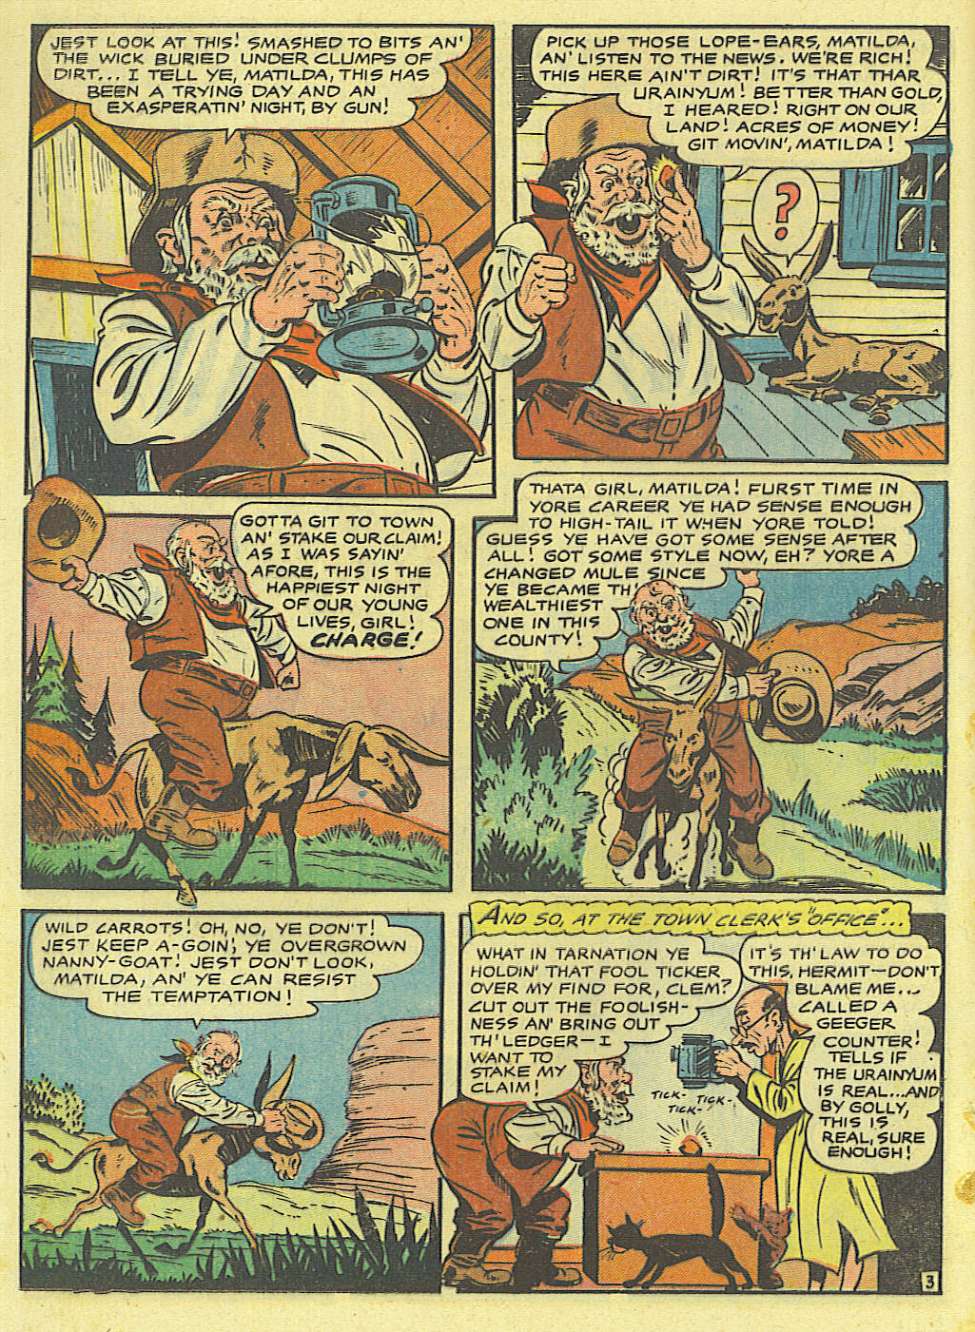 JEST LOOK AT THIS! SMASHED TO BITS AN'
THE WICK BURIED UNDER CLUMPS OF
DIRT... I TELL YE, MATILDA, THIS HAS
BEEN A TRYING DAY AND AN
EXASPERATIN' NIGHT, BY GUN!
PICK UP THOSE LOPE-EARS, MATILDA,
AN' LISTEN TO THE NEWS. WE'RE RICH!
THIS HERE AIN'T DIRT! IT'S THAT THAR
URAINYUM! BETTER THAN GOLD,
I HEARED! RIGHT ON OUR
LAND! ACRES OF MONEY!
GIT MOVIN', MATILDA!
?
GOTTA GIT TO TOWN
AN' STAKE OUR CLAIM!
AS I WAS SAYIN'
AFORE, THIS IS THE
HAPPIEST NIGHT
OF OUR YOUNG
LIVES, GIRL!
CHARGE!
THATA GIRL, MATILDA! FURST TIME IN
YORE CAREER YE HAD SENSE ENOUGH
TO HIGH-TAIL IT WHEN YORE TOLD!
GUESS YE HAVE GOT SOME SENSE AFTER
ALL! GOT SOME STYLE NOW, EH? YORE A
CHANGED MULE SINCE
YE BECAME TH'
WEALTHIEST
ONE IN THIS
COUNTY!
WILD CARROTS! OH, NO, YE DON'T!
JEST KEEP A-GOIN', YE OVERGROWN
NANNY-GOAT! JEST DON'T LOOK,
MATILDA, AN' YE CAN RESIST
THE TEMPTATION!
AND SO, AT THE TOWN CLERK'S "OFFICE"...
WHAT IN TARNATION YE
HOLDIN' THAT FOOL TICKER
OVER MY FIND FOR, CLEM?
CUT OUT THE FOOLISH-
NESS AN' BRING OUT
TH' LEDGER—I
WANT TO
STAKE MY
CLAIM!
IT'S TH' LAW TO DO
THIS, HERMIT—DON'T
BLAME ME...
CALLED A
GEEGER
COUNTER!
TELLS IF
THE URAINYUM
IS REAL...AND
BY GOLLY,
THIS IS
REAL, SURE
ENOUGH!
TICK- TICK-
TICK-
3